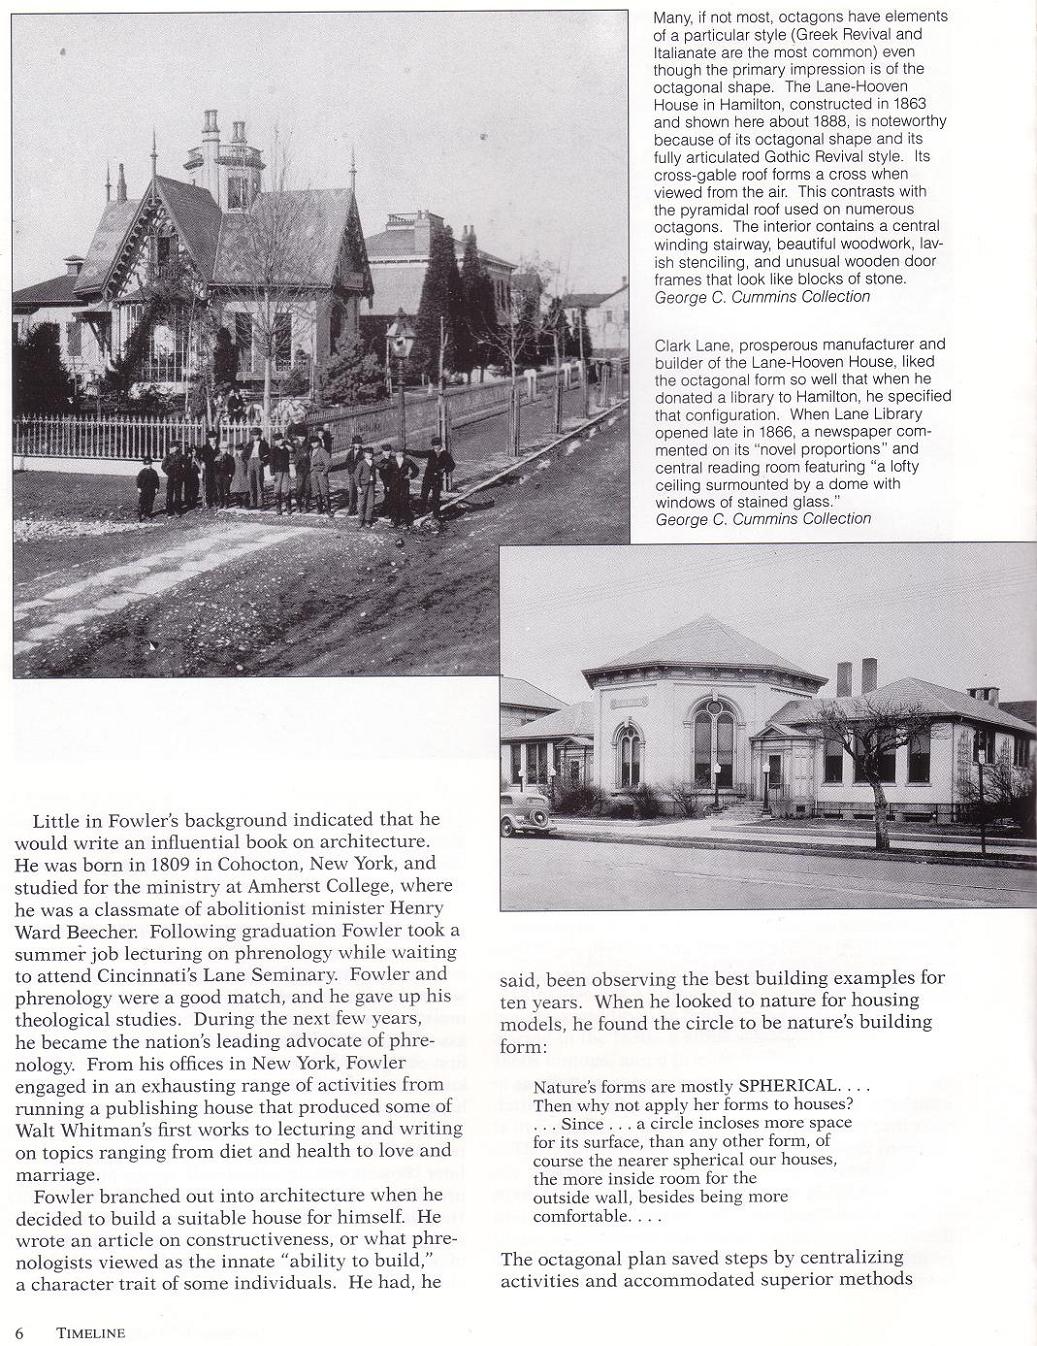 Many, if not most, octagons have elements
of a particular style (Greek Revival and
Italianate are the most common) even
though the primary impression is of the
octagonal shape. The Lane-Hooven
House in Hamilton, constructed in 1863
and shown here about 1888, is noteworthy
because of its octagonal shape and its
fully articulated Gothic Revival style. Its
cross-gable roof forms a cross when
viewed from the air. This contrasts with
the pyramidal roof used on numerous
octagons. The interior contains a central
winding stairway, beautiful woodwork, lav-
ish stenciling, and unusual wooden door
frames that look like blocks of stone.
George C. Cummins Collection
Clark Lane, prosperous manufacturer and
builder of the Lane-Hooven House, liked
the octagonal form so well that when he
donated a library to Hamilton, he specified
that configuration. When Lane Library
opened late in 1866, a newspaper com-
mented on its "novel proportions" and
central reading room featuring "a lofty
ceiling surmounted by a dome with
windows of stained glass."
George C. Cummins Collection
Little in Fowler's background indicated that he
would write an influential book on architecture.
He was born in 1809 in Cohocton, New York, and
studied for the ministry at Amherst College, where
he was a classmate of abolitionist minister Henry
Ward Beecher. Following graduation Fowler took a
summer job lecturing on phrenology while waiting
to attend Cincinnati's Lane Seminary. Fowler and
phrenology were a good match, and he gave up his
theological studies. During the next few years,
he became the nation's leading advocate of phre-
nology. From his offices in New York, Fowler
engaged in an exhausting range of activities from
running a publishing house that produced some of
Walt Whitman's first works to lecturing and writing
on topics ranging from diet and health to love and
marriage.
Fowler branched out into architecture when he
decided to build a suitable house for himself. He
wrote an article on constructiveness, or what phre-
nologists viewed as the innate "ability to build,"
a character trait of some individuals. He had, he
said, been observing the best building examples for
ten years. When he looked to nature for housing
models, he found the circle to be nature's building
form:
Nature's forms are mostly SPHERICAL. . . .
Then why not apply her forms to houses?
. . . Since . . . a circle incloses more space
for its surface, than any other form, of
course the nearer spherical our houses,
the more inside room for the
outside wall, besides being more
comfortable. . . .
The octagonal plan saved steps by centralizing
activities and accommodated superior methods
6 TIMELINE